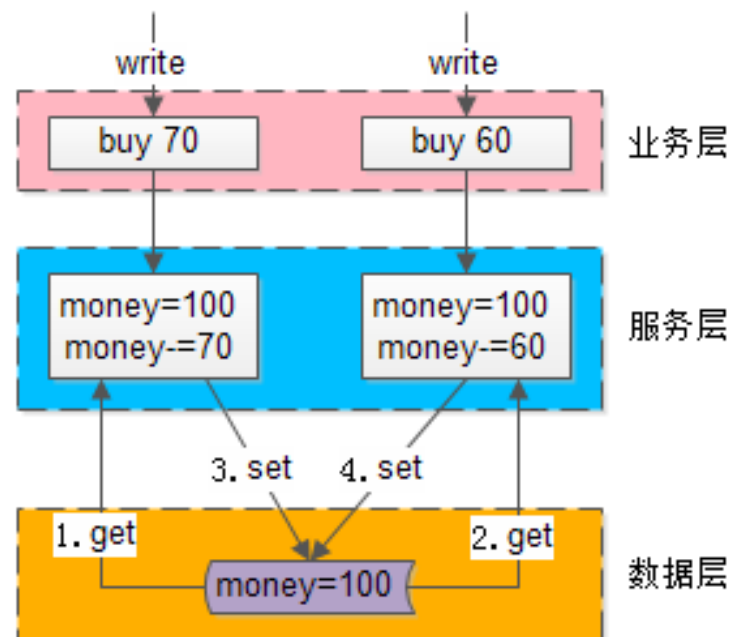 write write
buy 70 buy 60 业务层
money=100 money=100
money-=70 money-=60 服务层
3. set 4. set
1. get 2. get
money=100 数据层